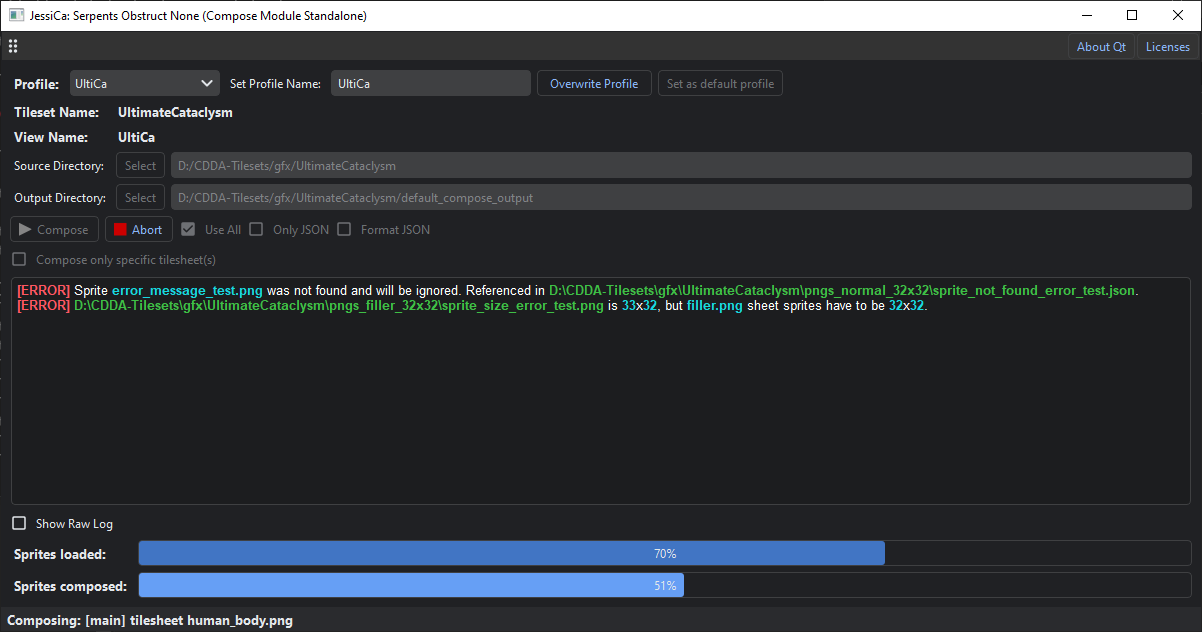 JessiCa: Serpents Obstruct None (Compose Module Standalone)
About Qt Licenses
Profile: UltiCa Set Profile Name: UltiCa Overwrite Profile Set as default profile
Tileset Name: UltimateCataclysm
View Name: UltiCa
Source Directory: Select D:/CDDA-Tilesets/gfx/UltimateCataclysm
Output Directory: Select D:/CDDA-Tilesets/gfx/UltimateCataclysm/default_compose_output
Compose Abort Use All Only JSON Format JSON
Compose only specific tilesheet(s)
[ERROR] Sprite error_message_test.png was not found and will be ignored. Referenced in D:\CDDA-Tilesets\gfx\UltimateCataclysm\pngs_normal_32x32\sprite_not_found_error_test.json.
[ERROR] D:\CDDA-Tilesets\gfx\UltimateCataclysm\pngs_filler_32x32\sprite_size_error_test.png is 33x32, but filler.png sheet sprites have to be 32x32.
Show Raw Log
Sprites loaded: 70%
Sprites composed: 51%
Composing: [main] tilesheet human_body.png